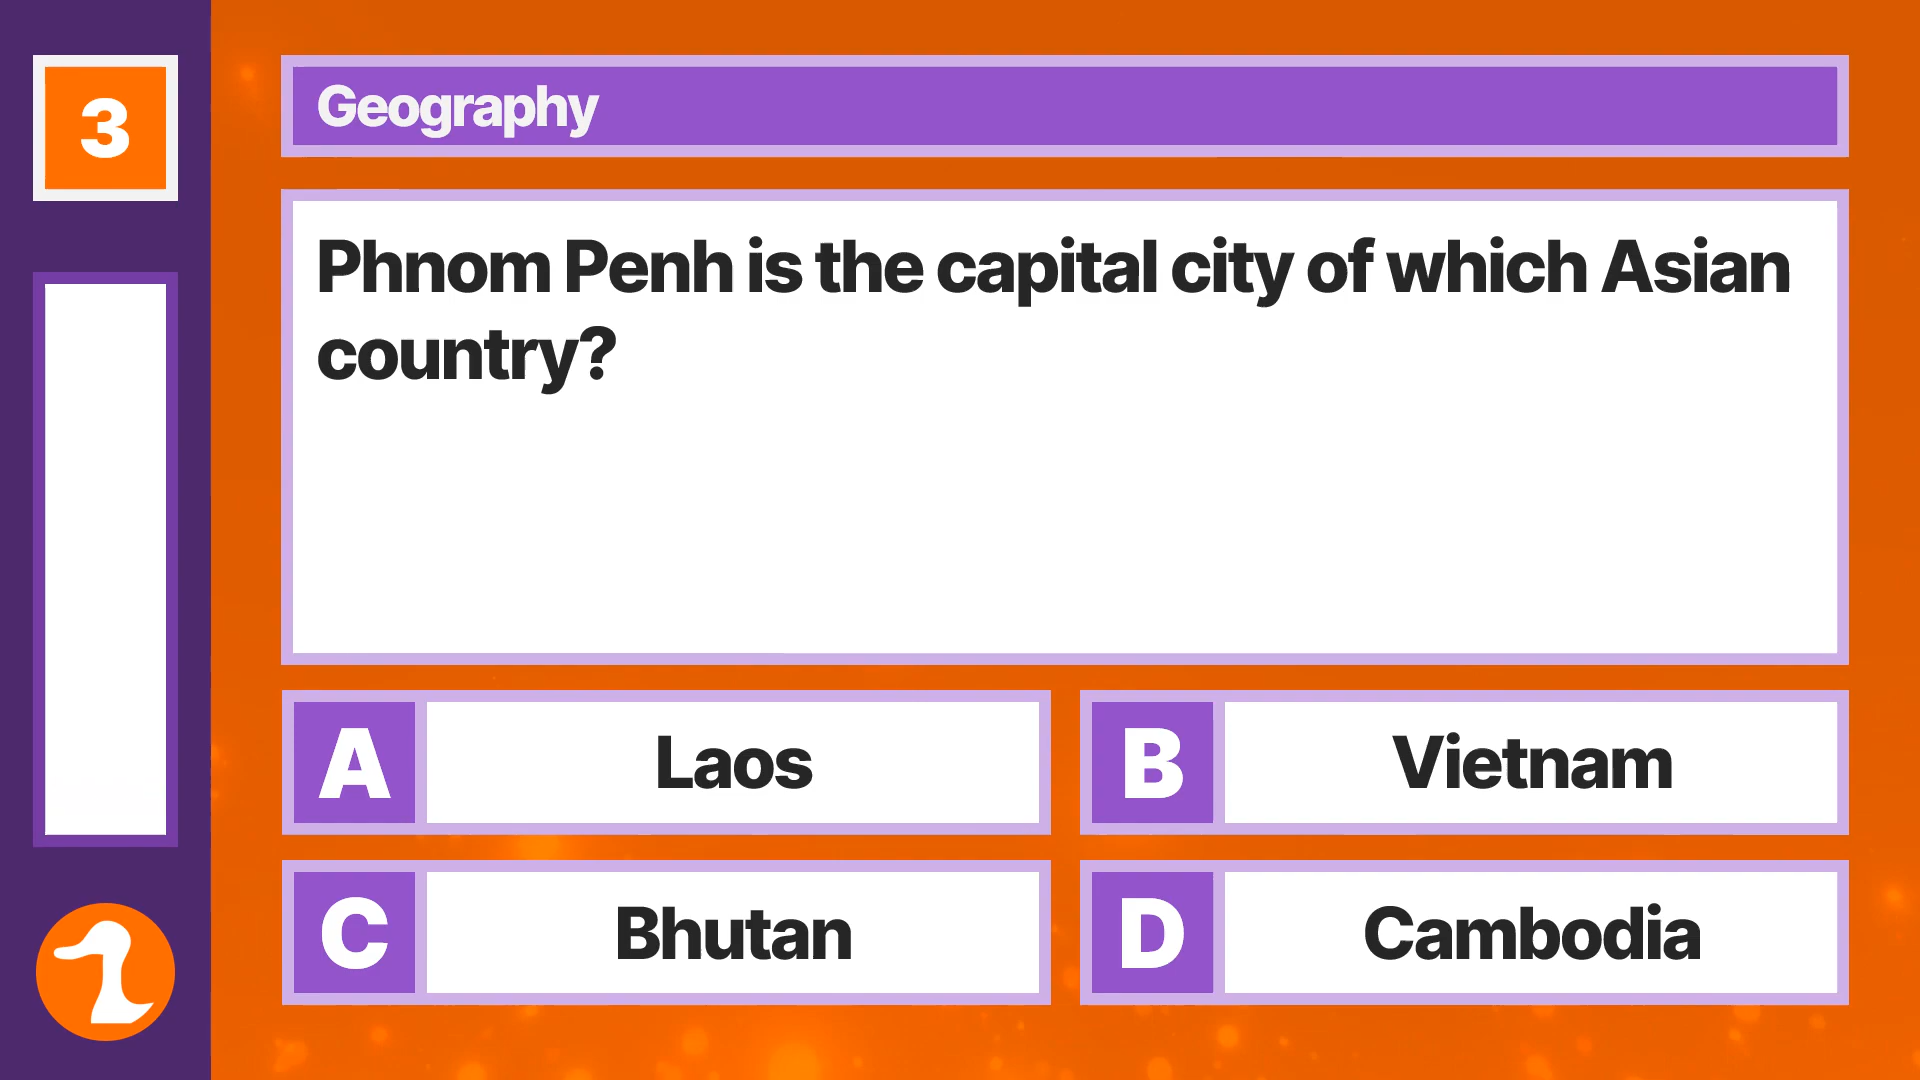 3
Geography
Phnom Penh is the capital city of which Asian
country?
A Laos
B Vietnam
C Bhutan
D Cambodia